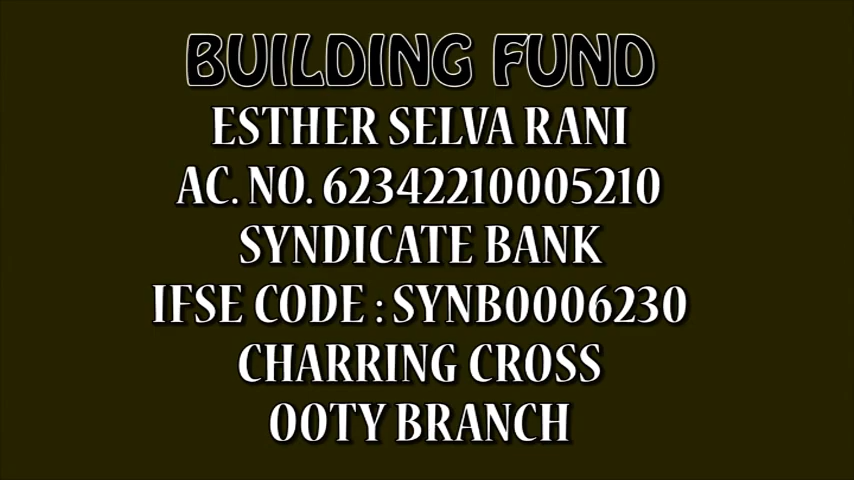 BUILDING FUND
ESTHER SELVA RANI
AC. NO. 62342210005210
SYNDICATE BANK
IFSE CODE : SYNB0006230
CHARRING CROSS
OOTY BRANCH